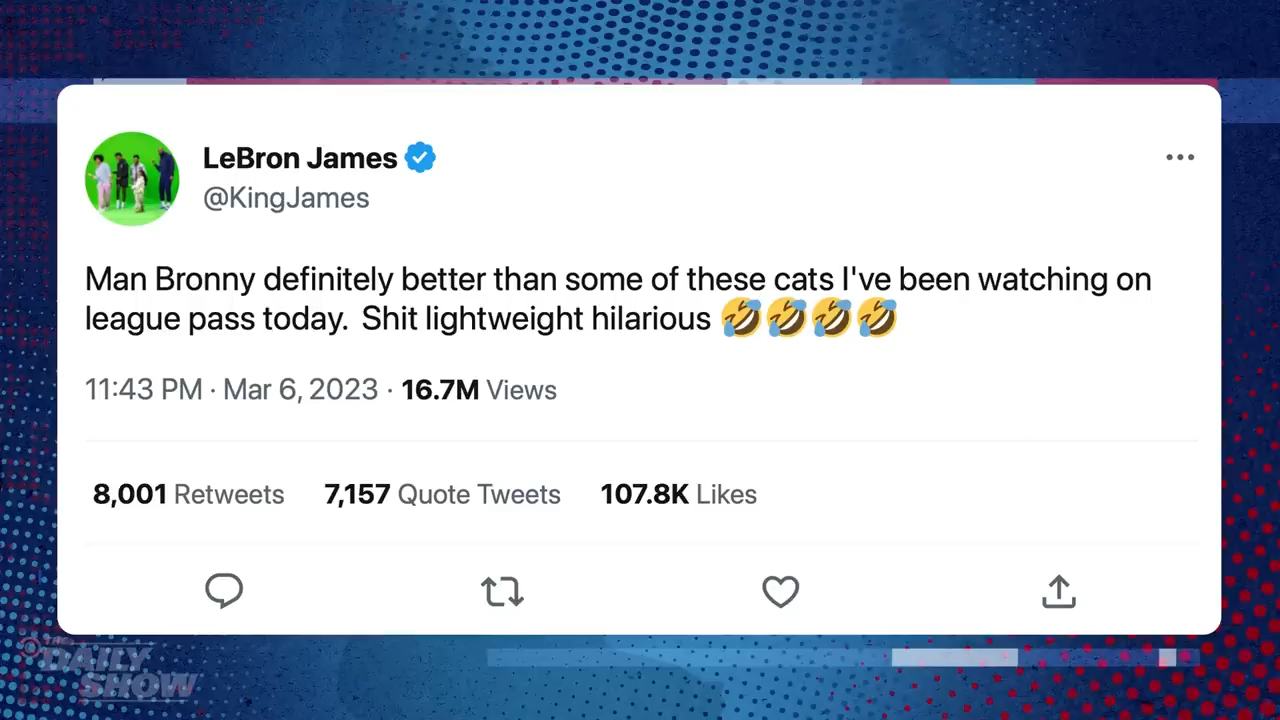 LeBron James
@KingJames
Man Bronny definitely better than some of these cats I've been watching on
league pass today.  Shit lightweight hilarious 🤣🤣🤣🤣
11:43 PM · Mar 6, 2023 · 16.7M Views
8,001 Retweets 7,157 Quote Tweets 107.8K Likes
THE
DAILY
SHOW